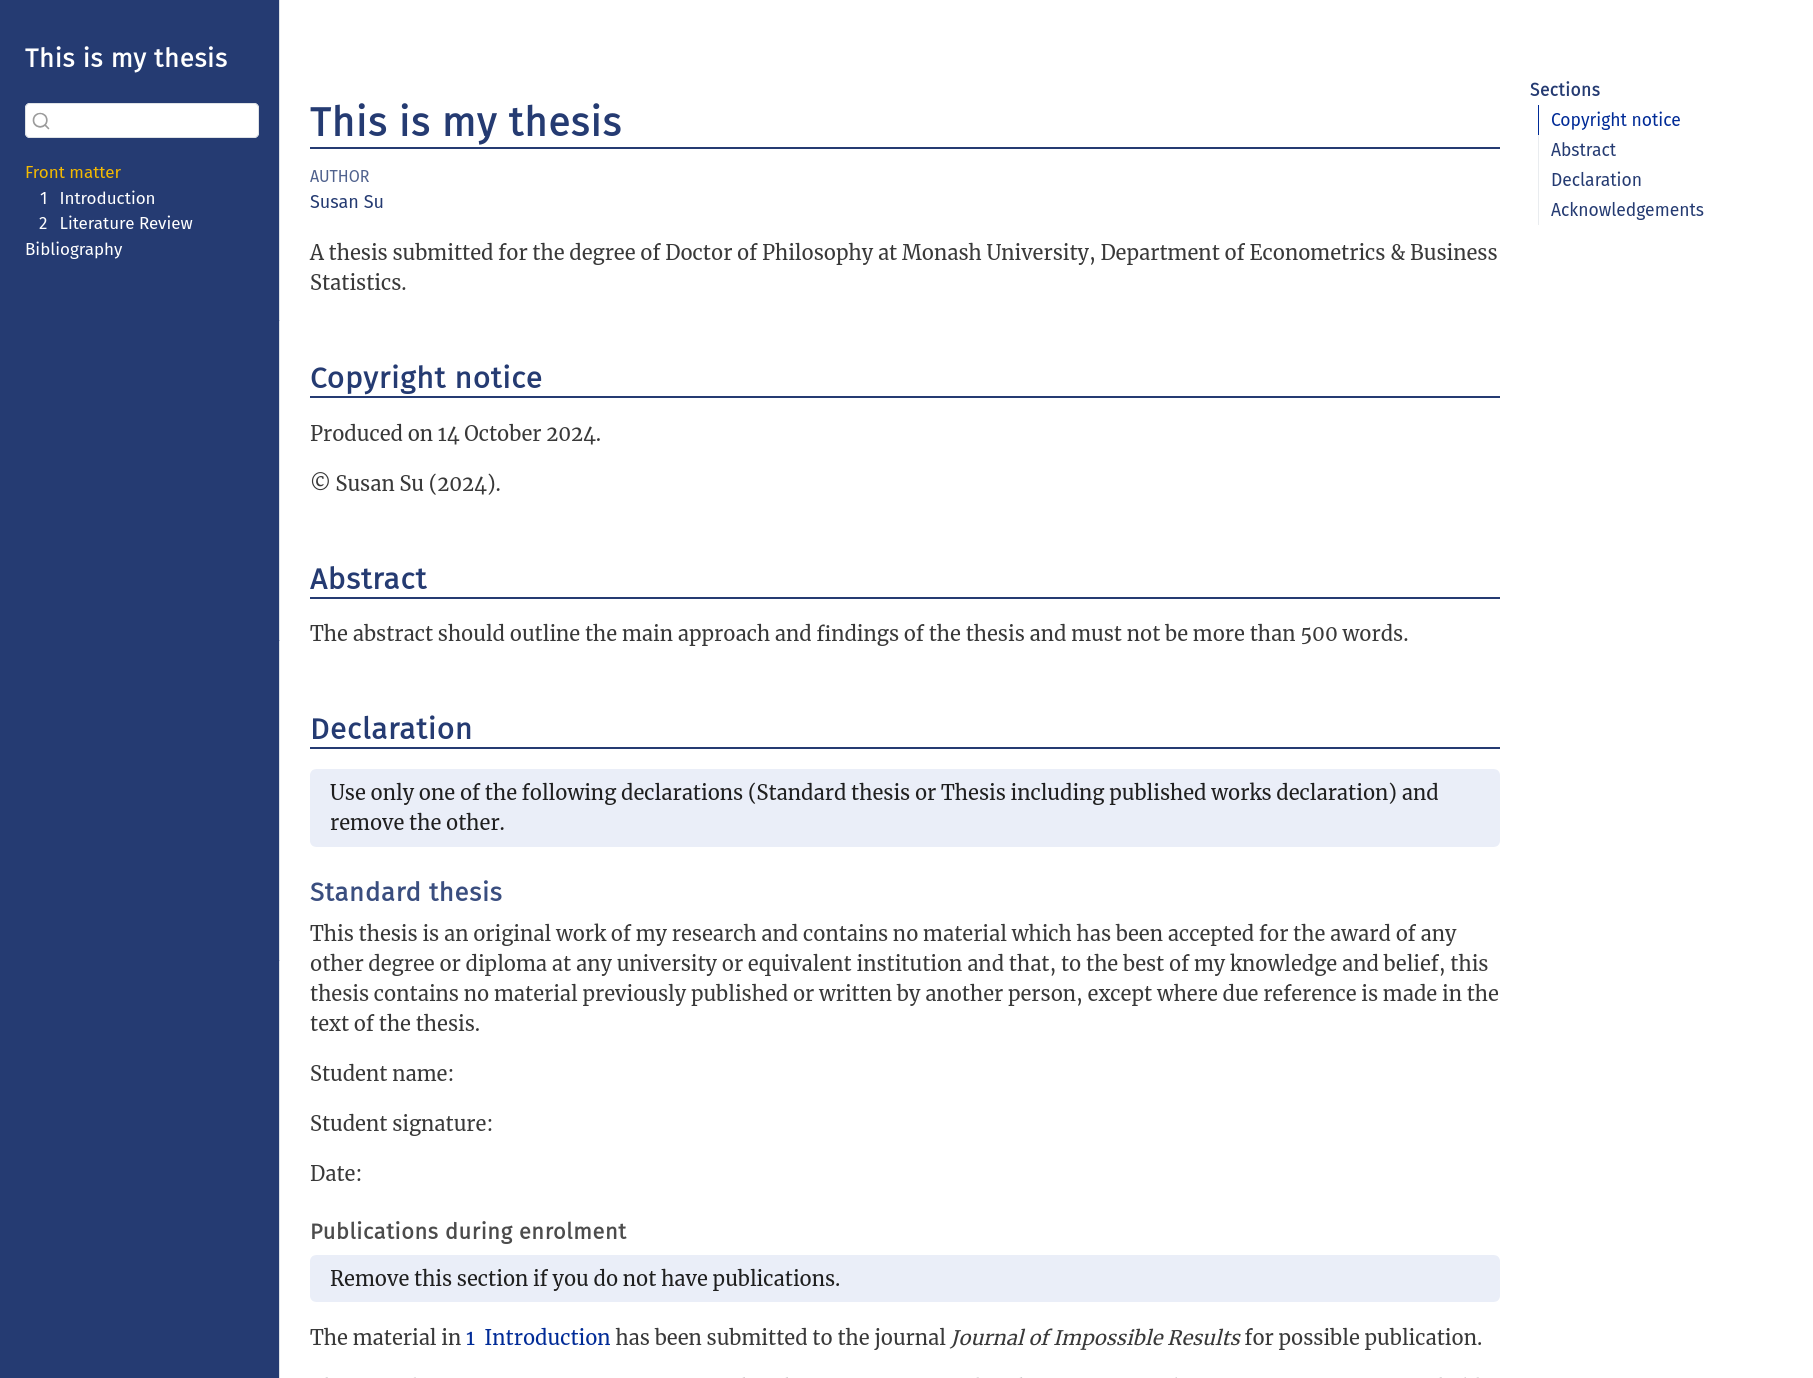 This is my thesis
Front matter
1 Introduction
2 Literature Review
Bibliography
This is my thesis
AUTHOR
Susan Su
A thesis submitted for the degree of Doctor of Philosophy at Monash University, Department of Econometrics & Business
Statistics.
Copyright notice
Produced on 14 October 2024.
© Susan Su (2024).
Abstract
The abstract should outline the main approach and findings of the thesis and must not be more than 500 words.
Declaration
Use only one of the following declarations (Standard thesis or Thesis including published works declaration) and
remove the other.
Standard thesis
This thesis is an original work of my research and contains no material which has been accepted for the award of any
other degree or diploma at any university or equivalent institution and that, to the best of my knowledge and belief, this
thesis contains no material previously published or written by another person, except where due reference is made in the
text of the thesis.
Student name:
Student signature:
Date:
Publications during enrolment
Remove this section if you do not have publications.
The material in 1 Introduction has been submitted to the journal Journal of Impossible Results for possible publication.
Sections
Copyright notice
Abstract
Declaration
Acknowledgements